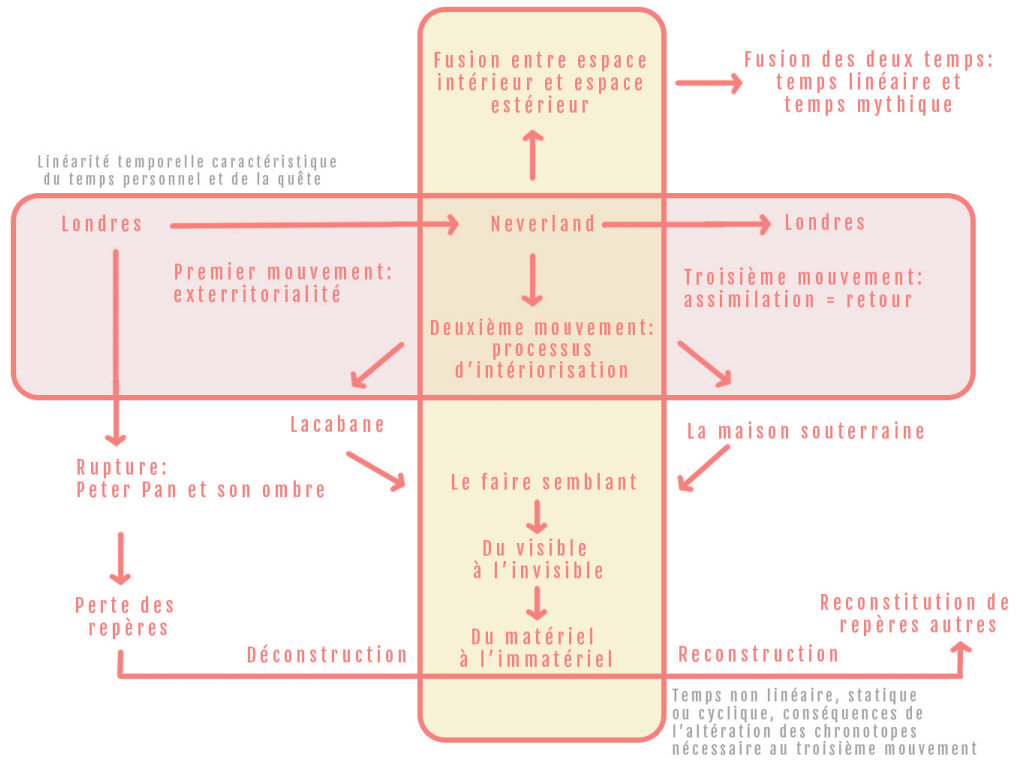 Fusion entre espace
intérieur et espace
estérieur
Fusion des deux temps:
temps linéaire et
temps mythique
Linéarité temporelle caractéristique
du temps personnel et de la quête
Londres
Neverland
Londres
Premier mouvement:
exterritorialité
Troisième mouvement:
assimilation = retour
Deuxième mouvement:
processus
d'intériorisation
Lacabane
La maison souterraine
Rupture:
Peter Pan et son ombre
Le faire semblant
Du visible
à l'invisible
Perte des
repères
Reconstitution de
repères autres
Du matériel
à l'immatériel
Déconstruction
Reconstruction
Temps non linéaire, statique
ou cyclique, conséquences de
l'altération des chronotopes
nécessaire au troisième mouvement